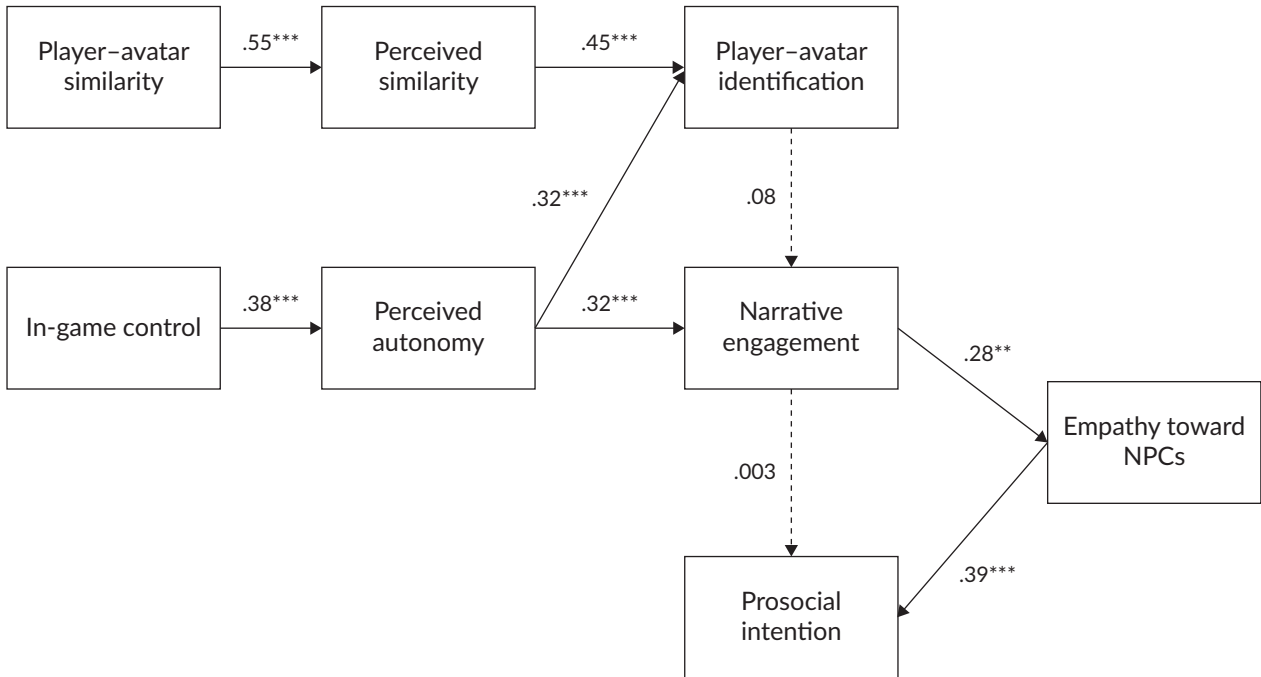 Player–avatar
similarity
.55***
Perceived
similarity
.45***
Player–avatar
identification
.32***
.08
In-game control
.38***
Perceived
autonomy
.32***
Narrative
engagement
.28**
Empathy toward
NPCs
.003
.39***
Prosocial
intention